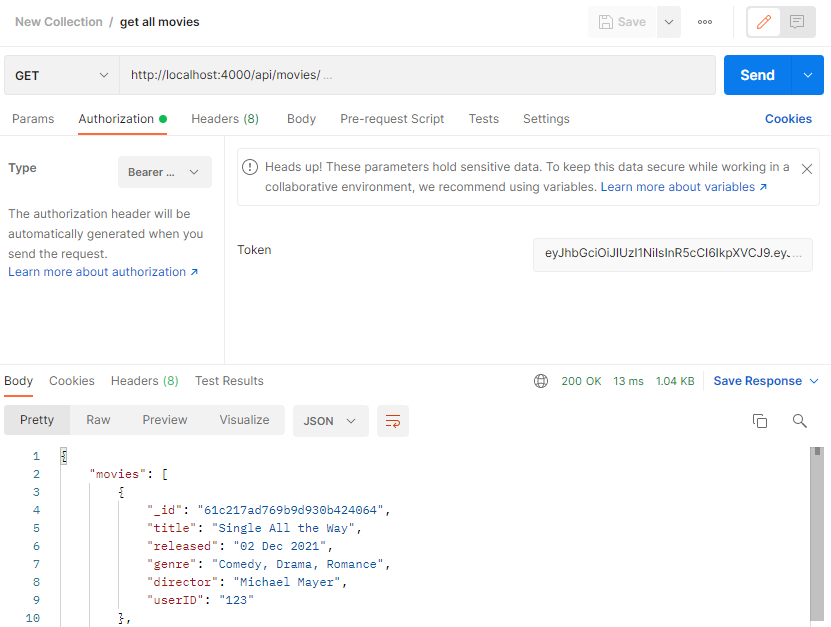 New Collection / get all movies
Save
GET
http://localhost:4000/api/movies/ ...
Send
Params
Authorization
Headers (8)
Body
Pre-request Script
Tests
Settings
Cookies
Type
Bearer ...
The authorization header will be
automatically generated when you
send the request.
Learn more about authorization ↗
Heads up! These parameters hold sensitive data. To keep this data secure while working in a
collaborative environment, we recommend using variables. Learn more about variables ↗
Token
eyJhbGciOiJIUzI1NiIsInR5cCI6IkpXVCJ9.eyJ...
Body
Cookies
Headers (8)
Test Results
200 OK
13 ms
1.04 KB
Save Response
Pretty
Raw
Preview
Visualize
JSON
1 {
2 "movies": [
3 {
4 "_id": "61c217ad769b9d930b424064",
5 "title": "Single All the Way",
6 "released": "02 Dec 2021",
7 "genre": "Comedy, Drama, Romance",
8 "director": "Michael Mayer",
9 "userID": "123"
10 },